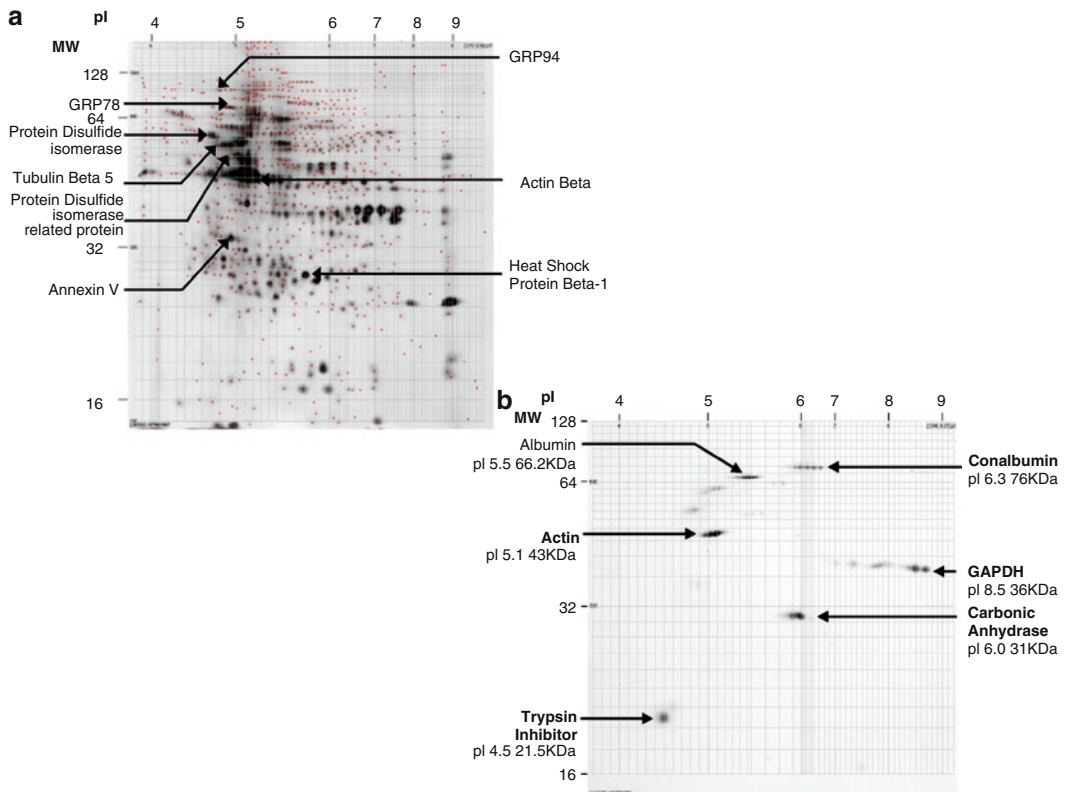 a
pI
4 5 6 7 8 9
MW
128
GRP94
GRP78
64
Protein Disulfide
isomerase
Tubulin Beta 5
Actin Beta
Protein Disulfide
isomerase
related protein
32
Heat Shock
Protein Beta-1
Annexin V
16
b
pI
4 5 6 7 8 9
MW
128
Albumin
pI 5.5 66.2KDa
64
Conalbumin
pI 6.3 76KDa
Actin
pI 5.1 43KDa
GAPDH
pI 8.5 36KDa
32
Carbonic
Anhydrase
pI 6.0 31KDa
Trypsin
Inhibitor
pI 4.5 21.5KDa
16